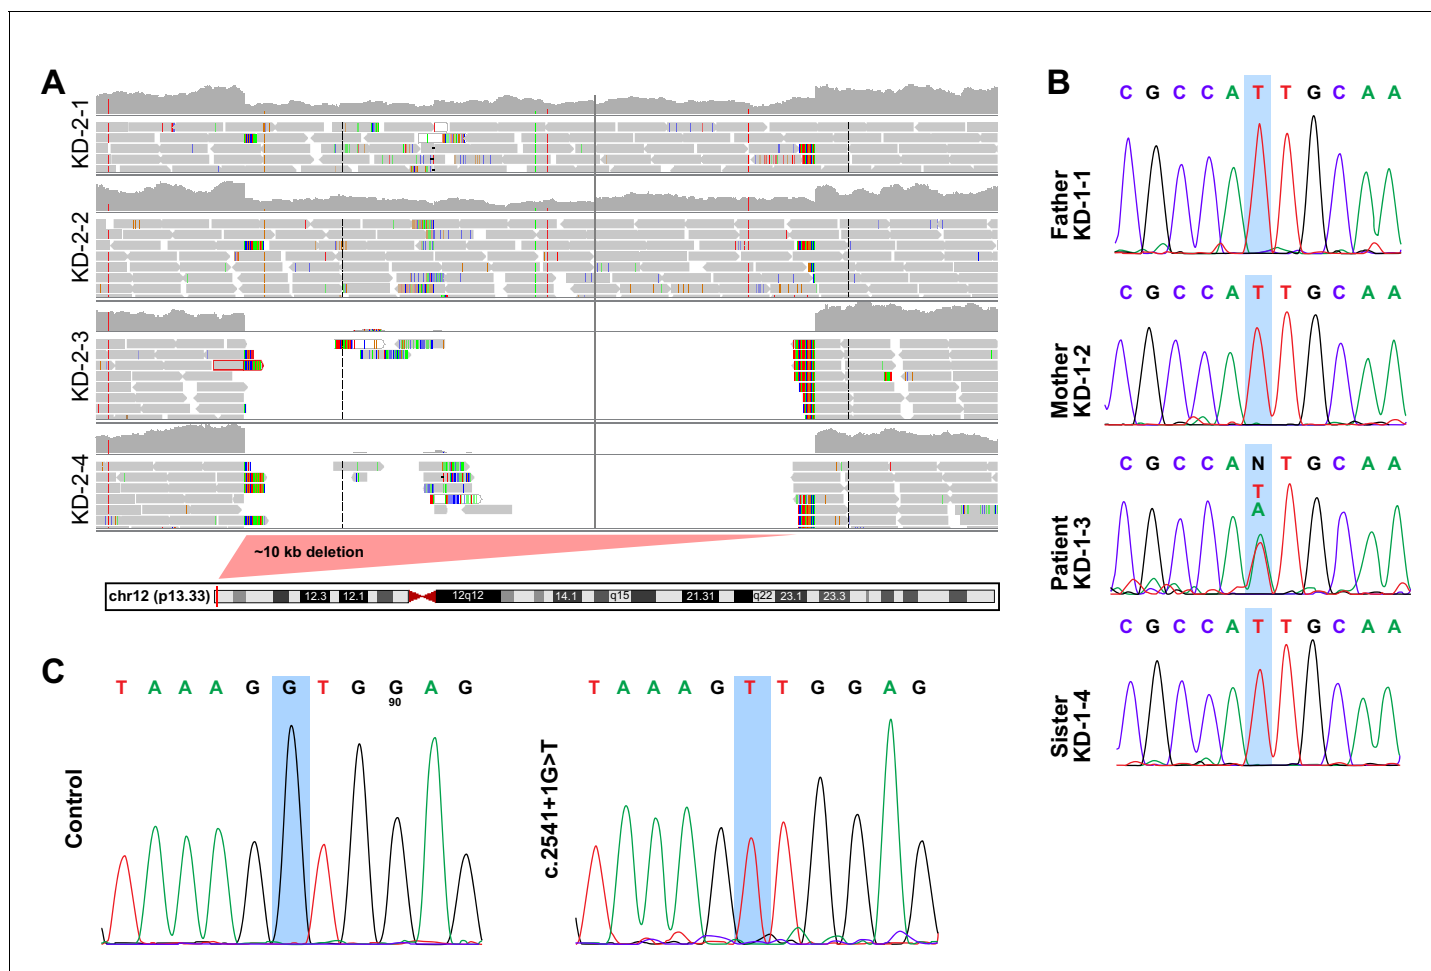 A
KD-2-1
KD-2-2
KD-2-3
KD-2-4
~10 kb deletion
chr12 (p13.33)
12.3 12.1 12q12 14.1 q15 21.31 q22 23.1 23.3
B
C G C C A T T G C A A
Father
KD-1-1
C G C C A T T G C A A
Mother
KD-1-2
C G C C A N T G C A A
T
A
Patient
KD-1-3
C G C C A T T G C A A
Sister
KD-1-4
C
T A A A G G T G G A G
90
Control
T A A A G T T G G A G
c.2541+1G>T